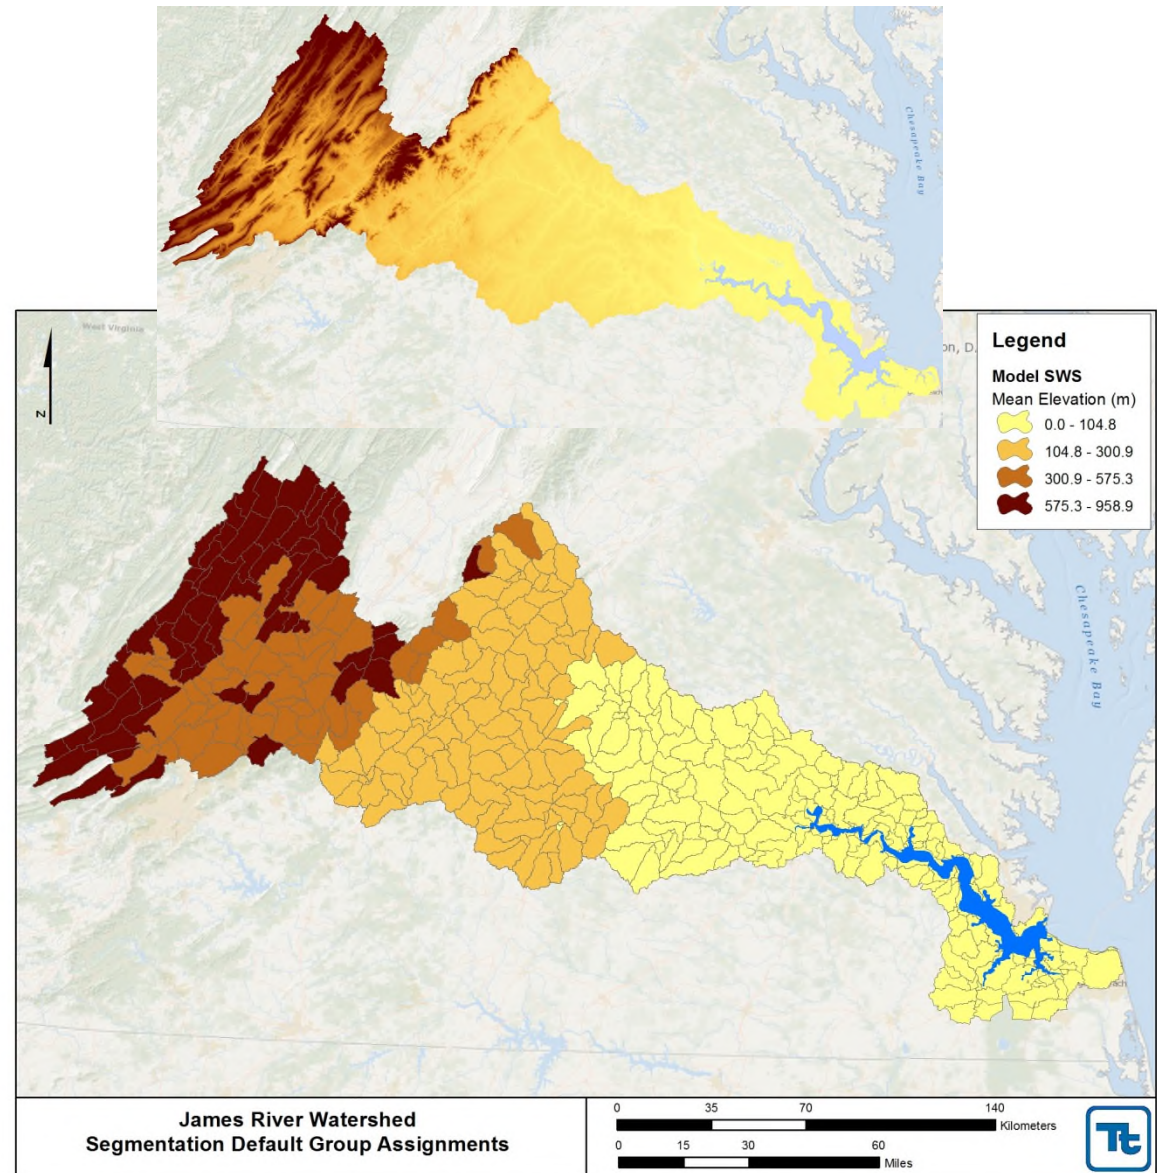 Chesapeake Bay
West Virginia
N
on, D.
Legend
Model SWS
Mean Elevation (m)
0.0 - 104.8
104.8 - 300.9
300.9 - 575.3
575.3 - 958.9
Chesapeake Bay
ach
James River Watershed
Segmentation Default Group Assignments
0 35 70 140
Kilometers
0 15 30 60
Miles
Tt